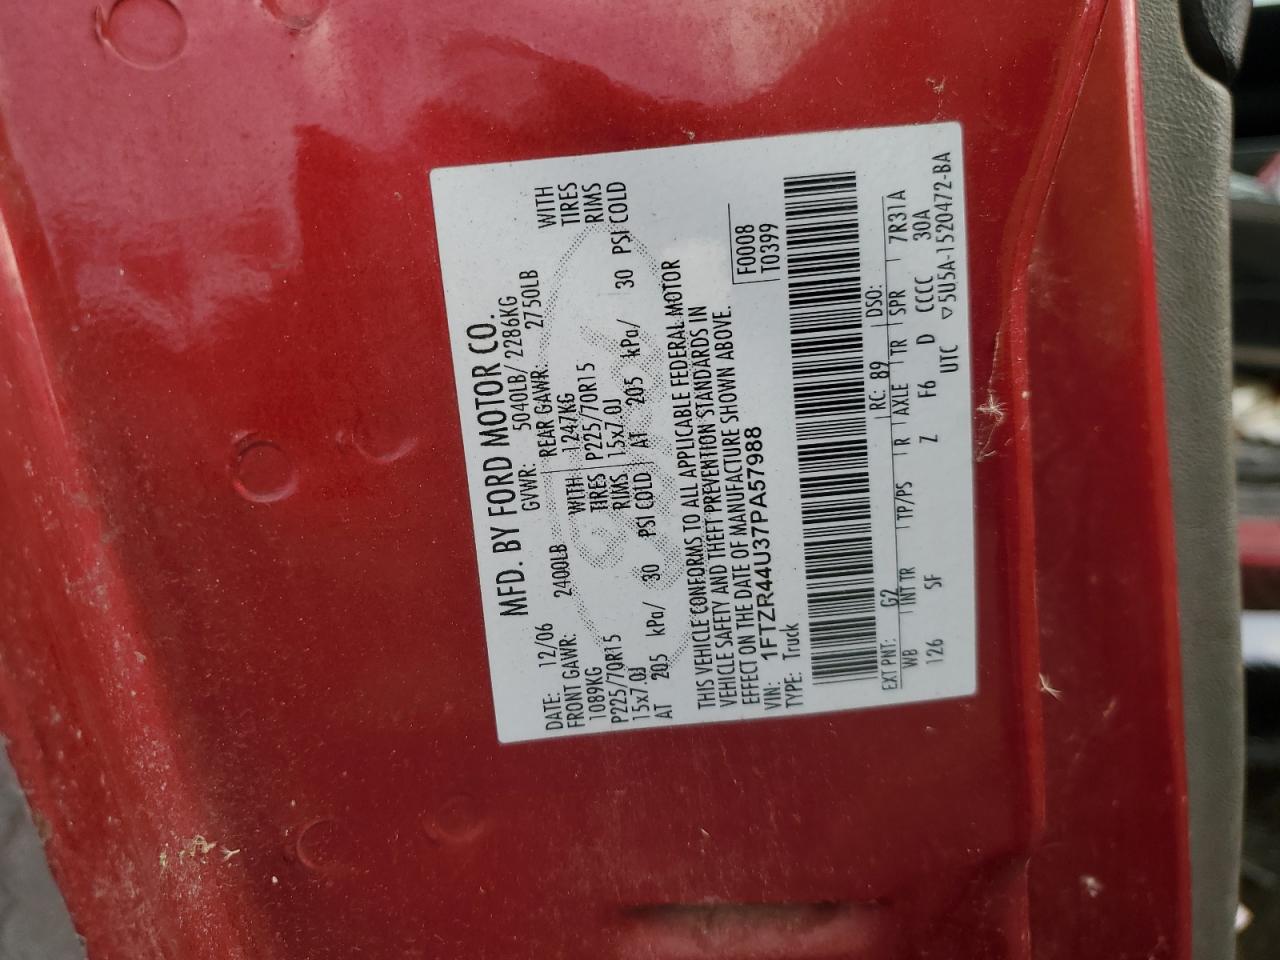 MFD. BY FORD MOTOR CO.
DATE: 12/06 GVWR: 5040LB/2286KG
FRONT GAWR: 2400LB REAR GAWR: 2750LB
1089KG WITH 1247KG WITH
P225/70R15 TIRES P225/70R15 TIRES
15x7.0J RIMS 15x7.0J RIMS
AT 205 kPa/ 30 PSI COLD AT 205 kPa/ 30 PSI COLD
THIS VEHICLE CONFORMS TO ALL APPLICABLE FEDERAL MOTOR
VEHICLE SAFETY AND THEFT PREVENTION STANDARDS IN
EFFECT ON THE DATE OF MANUFACTURE SHOWN ABOVE.
VIN: 1FTZR44U37PA57988 F0008
TYPE: Truck T0399
EXT PNT: G2 RC: 89 DSO:
WB INT TR TP/PS R AXLE TR SPR 7R31A
126 SF Z F6 D CCCC 30A
UTC ▽5U5A-1520472-BA